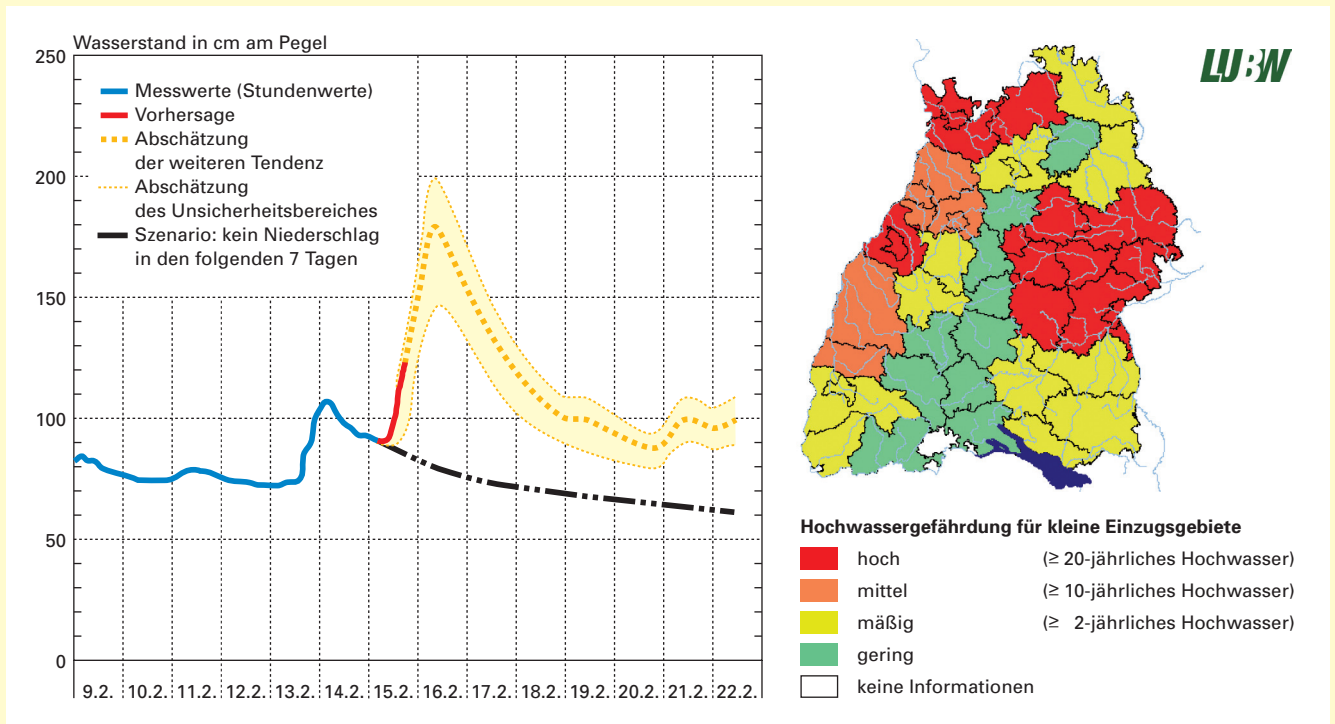 Wasserstand in cm am Pegel
250
200
150
100
50
0
Messwerte (Stundenwerte)
Vorhersage
Abschätzung
der weiteren Tendenz
Abschätzung
des Unsicherheitsbereiches
Szenario: kein Niederschlag
in den folgenden 7 Tagen
9.2. 10.2. 11.2. 12.2. 13.2. 14.2. 15.2. 16.2. 17.2. 18.2. 19.2. 20.2. 21.2. 22.2.
LUBW
Hochwassergefährdung für kleine Einzugsgebiete
hoch (≥ 20-jährliches Hochwasser)
mittel (≥ 10-jährliches Hochwasser)
mäßig (≥ 2-jährliches Hochwasser)
gering
keine Informationen